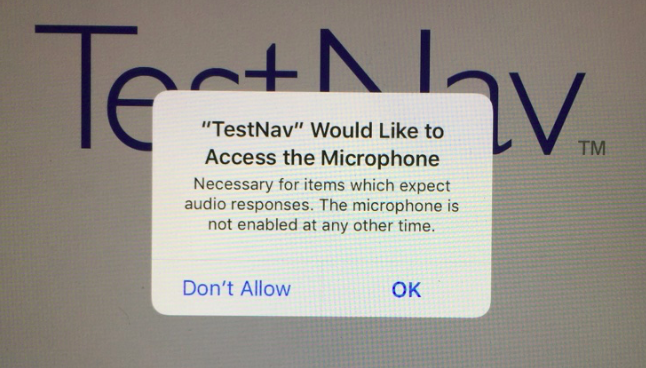 TestNav™
"TestNav" Would Like to
Access the Microphone
Necessary for items which expect
audio responses. The microphone is
not enabled at any other time.
Don't Allow OK